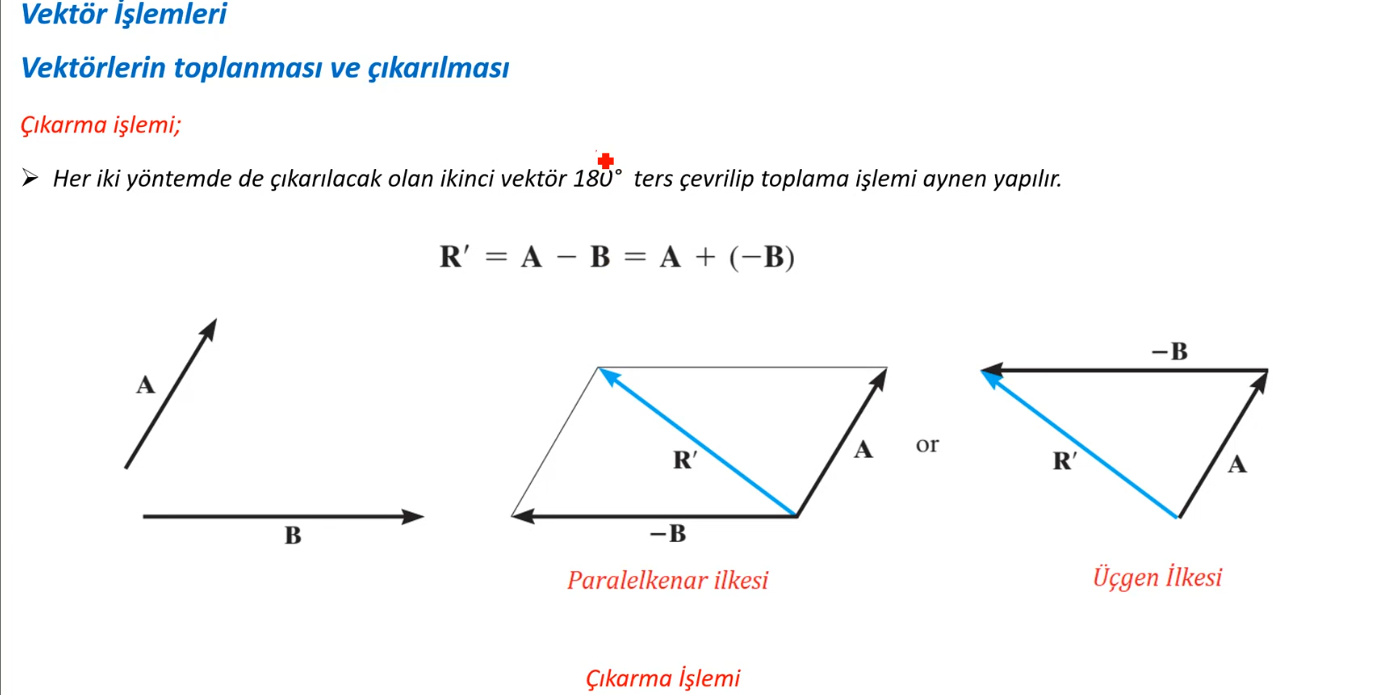 Vektör İşlemleri
Vektörlerin toplanması ve çıkarılması
Çıkarma işlemi;
➢ Her iki yöntemde de çıkarılacak olan ikinci vektör 180° ters çevrilip toplama işlemi aynen yapılır.
R′ = A − B = A + (−B)
A
B
R′
A
−B
or
−B
R′
A
Paralelkenar ilkesi
Üçgen İlkesi
Çıkarma İşlemi